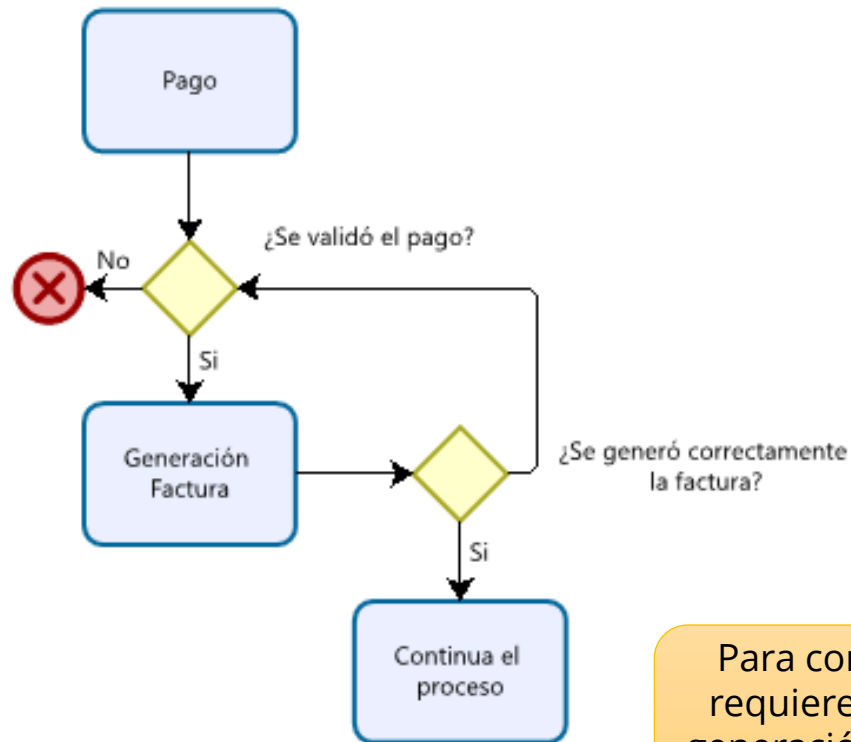 Pago
¿Se validó el pago?
No
Si
Generación
Factura
¿Se generó correctamente
la factura?
Si
Continua el
proceso
Para
requiere